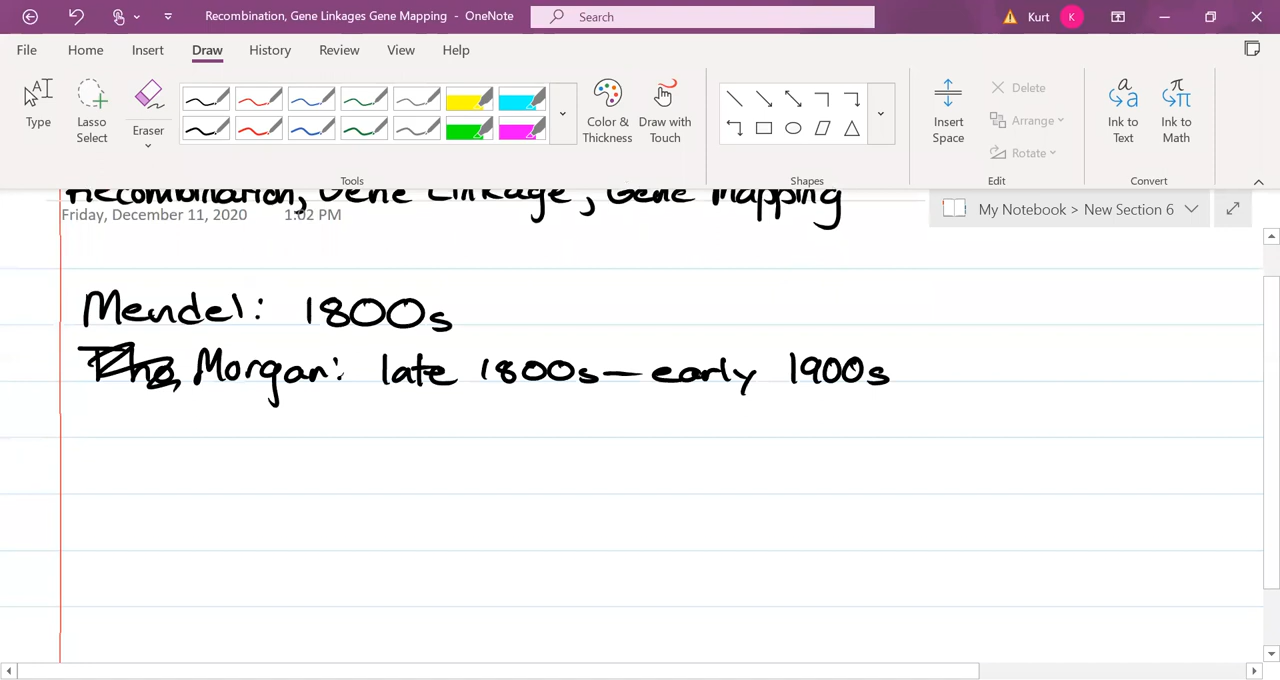 Recombination, Gene Linkages Gene Mapping - OneNote
Search
Kurt
K
File Home Insert Draw History Review View Help
Type
Lasso Select
Eraser
Color & Thickness
Draw with Touch
Insert Space
Delete
Arrange
Rotate
Ink to Text
Ink to Math
Tools
Shapes
Edit
Convert
Recombination, Gene Linkage, Gene Mapping
Friday, December 11, 2020 1:02 PM
My Notebook > New Section 6
Mendel: 1800s
Morgan: late 1800s — early 1900s